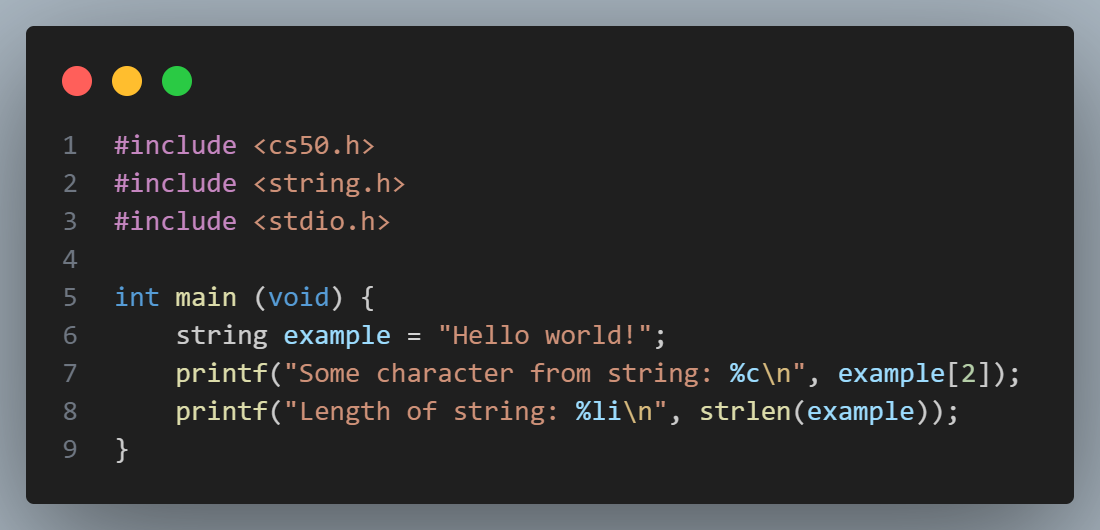 1 #include <cs50.h>
2 #include <string.h>
3 #include <stdio.h>
4
5 int main (void) {
6     string example = "Hello world!";
7     printf("Some character from string: %c\n", example[2]);
8     printf("Length of string: %li\n", strlen(example));
9 }